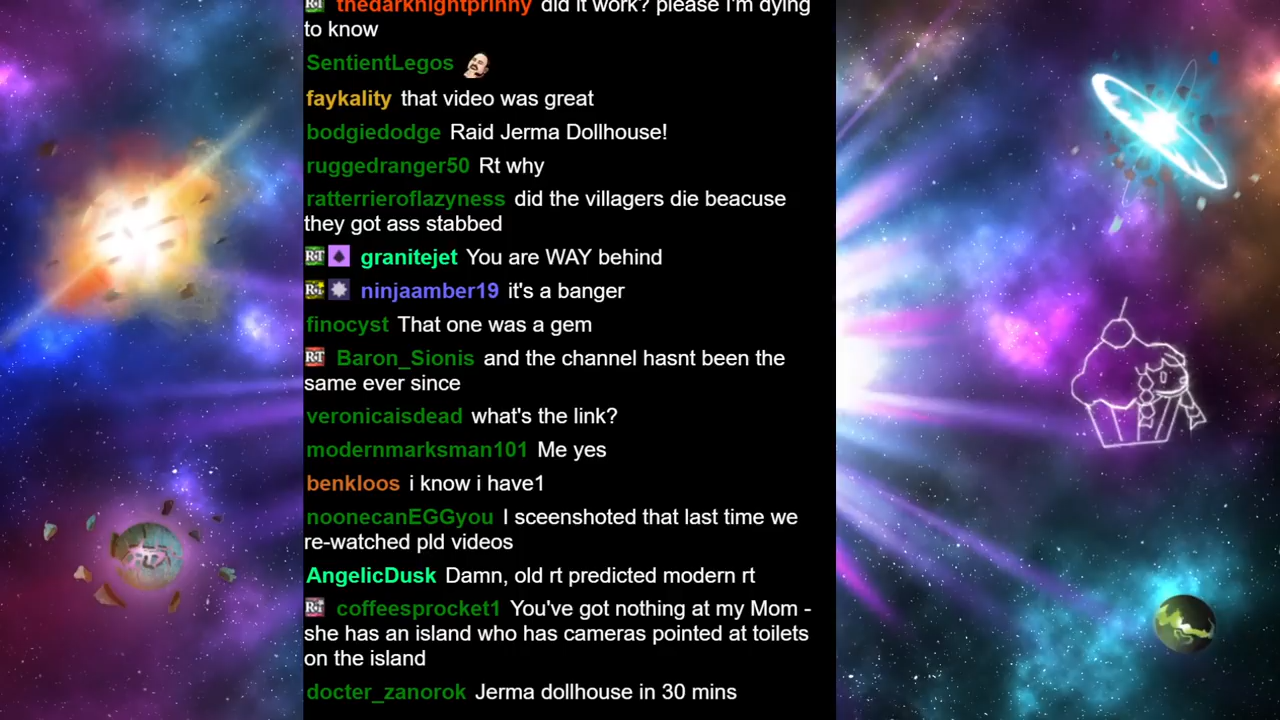 thedarknightprinny did it work? please I'm dying
to know
SentientLegos
faykality that video was great
bodgiedodge Raid Jerma Dollhouse!
ruggedranger50 Rt why
ratterrieroflazyness did the villagers die beacuse
they got ass stabbed
RT granitejet You are WAY behind
RT ninjaamber19 it's a banger
finocyst That one was a gem
RT Baron_Sionis and the channel hasnt been the
same ever since
veronicaisdead what's the link?
modernmarksman101 Me yes
benkloos i know i have1
noonecanEGGyou I sceenshoted that last time we
re-watched pld videos
AngelicDusk Damn, old rt predicted modern rt
RT coffeesprocket1 You've got nothing at my Mom -
she has an island who has cameras pointed at toilets
on the island
docter_zanorok Jerma dollhouse in 30 mins